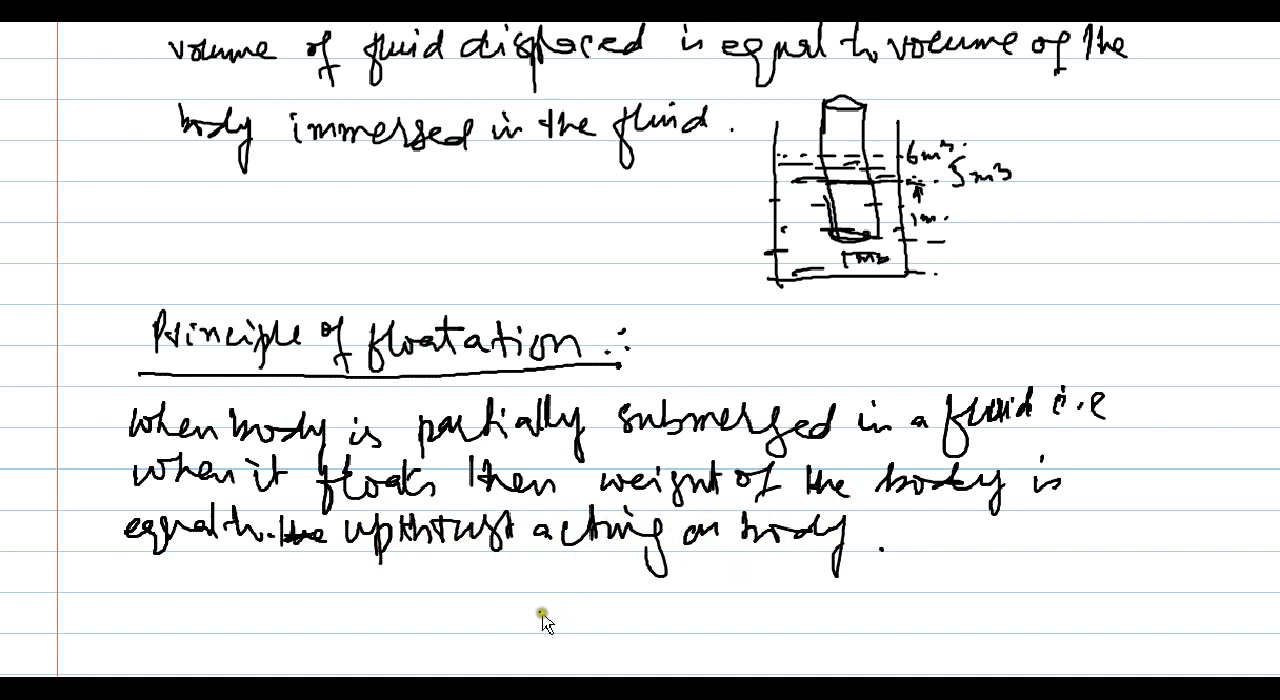 volume of fluid displaced is equal to volume of the
body immersed in the fluid.
6m³.
5m³
1m.
1m³
Principle of floatation :
when body is partially submerged in a fluid i.e
when it floats then weight of the body is
equal to the upthrust acting on body.